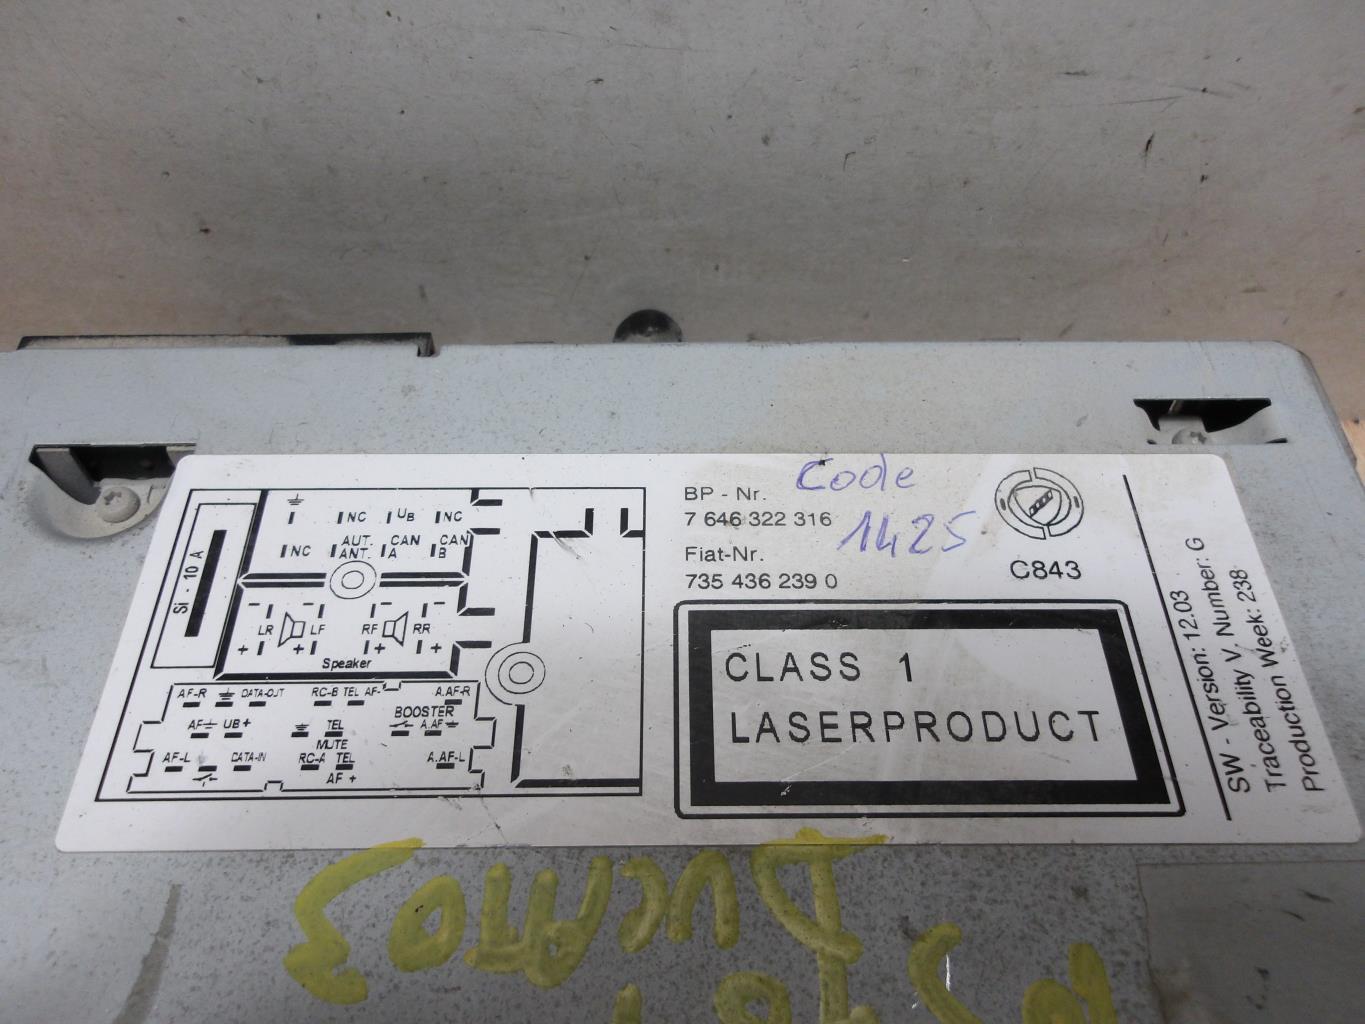 Si - 10 A
NC UB NC
NC AUT. ANT. CAN A CAN B
- - - -
LR LF RF RR
+ + + +
Speaker
AF-R DATA-OUT RC-B TEL AF- A.AF-R
AF UB+ TEL MUTE BOOSTER A.AF
AF-L DATA-IN RC-A TEL AF + A.AF-L
BP - Nr.
7 646 322 316
Fiat-Nr.
735 436 239 0
Code
1425
C843
CLASS 1
LASERPRODUCT
SW - Version: 12.03
Traceability V. Number: G
Production Week: 238
DUCATO3